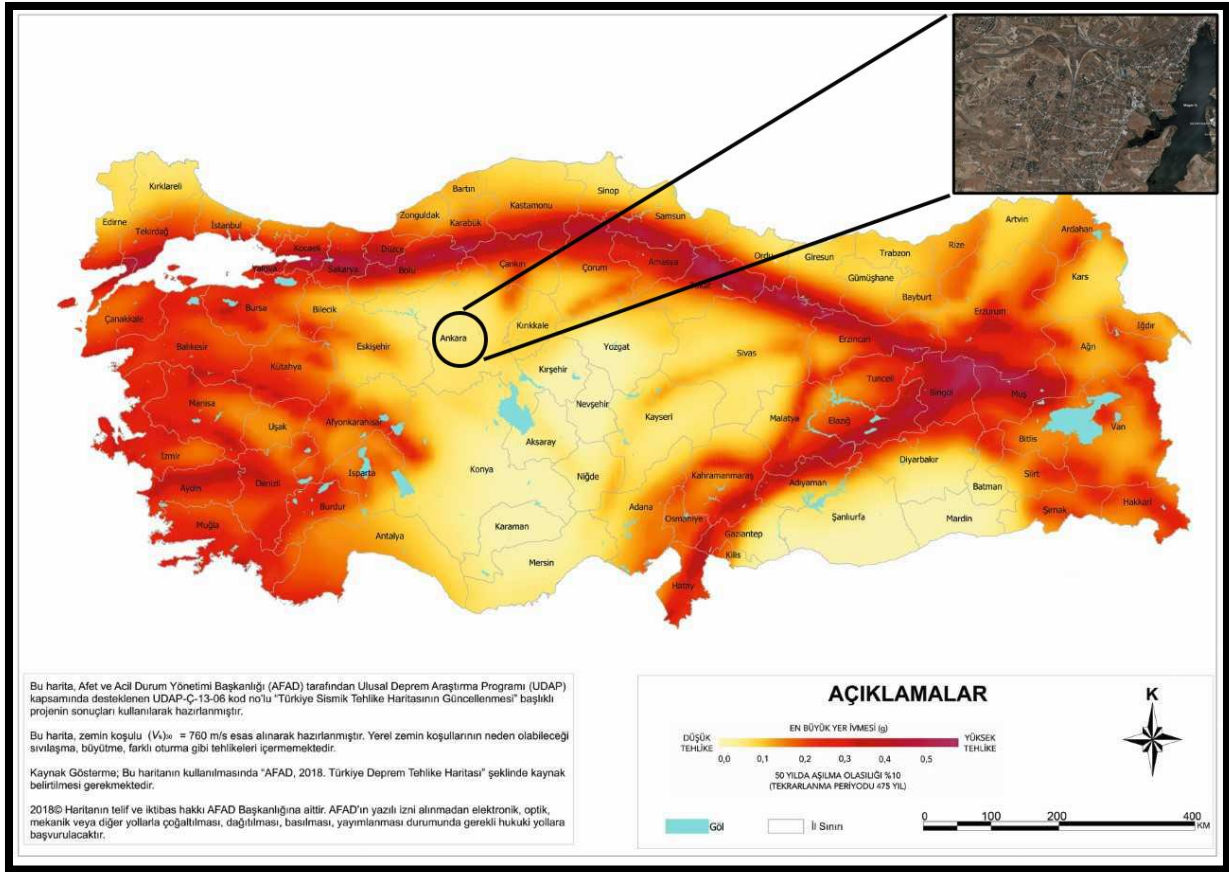 Kırklareli
Edirne
Tekirdağ
İstanbul
Kocaeli
Yalova
Sakarya
Düzce
Bolu
Zonguldak
Bartın
Karabük
Kastamonu
Sinop
Samsun
Çankırı
Çorum
Amasya
Tokat
Ordu
Giresun
Trabzon
Gümüşhane
Bayburt
Rize
Artvin
Ardahan
Kars
Iğdır
Erzurum
Ağrı
Çanakkale
Bursa
Bilecik
Balıkesir
Kütahya
Eskişehir
Ankara
Kırıkkale
Yozgat
Sivas
Erzincan
Tunceli
Bingöl
Muş
Kırşehir
Nevşehir
Kayseri
Malatya
Elazığ
Bitlis
Van
Manisa
Uşak
Afyonkarahisar
Aksaray
İzmir
Aydın
Denizli
Isparta
Konya
Niğde
Kahramanmaraş
Adıyaman
Diyarbakır
Batman
Siirt
Şırnak
Hakkari
Muğla
Burdur
Antalya
Karaman
Mersin
Adana
Osmaniye
Gaziantep
Kilis
Hatay
Şanlıurfa
Mardin
Bu harita, Afet ve Acil Durum Yönetimi Başkanlığı (AFAD) tarafından Ulusal Deprem Araştırma Programı (UDAP)
kapsamında desteklenen UDAP-Ç-13-06 kod no'lu "Türkiye Sismik Tehlike Haritasının Güncellenmesi" başlıklı
projenin sonuçları kullanılarak hazırlanmıştır.
Bu harita, zemin koşulu (Vs)30 = 760 m/s esas alınarak hazırlanmıştır. Yerel zemin koşullarının neden olabileceği
sıvılaşma, büyütme, farklı oturma gibi tehlikeleri içermemektedir.
Kaynak Gösterme; Bu haritanın kullanılmasında "AFAD, 2018. Türkiye Deprem Tehlike Haritası" şeklinde kaynak
belirtilmesi gerekmektedir.
2018© Haritanın telif ve iktibas hakkı AFAD Başkanlığına aittir. AFAD'ın yazılı izni alınmadan elektronik, optik,
mekanik veya diğer yollarla çoğaltılması, dağıtılması, basılması, yayımlanması durumunda gerekli hukuki yollara
başvurulacaktır.
AÇIKLAMALAR
EN BÜYÜK YER İVMESİ (g)
DÜŞÜK TEHLİKE
YÜKSEK TEHLİKE
0,0 0,1 0,2 0,3 0,4 0,5
50 YILDA AŞILMA OLASILIĞI %10
(TEKRARLANMA PERİYODU 475 YIL)
Göl
İl Sınırı
K
0 100 200 400
KM